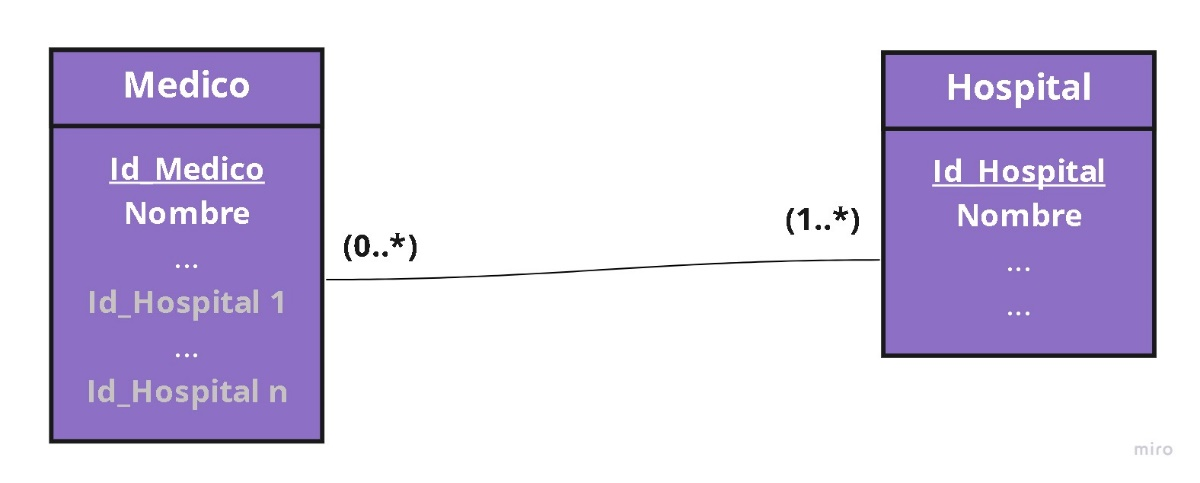 Medico
Id_Medico
Nombre
...
Id_Hospital 1
...
Id_Hospital n
(0..*)
(1..*)
Hospital
Id_Hospital
Nombre
...
...
miro